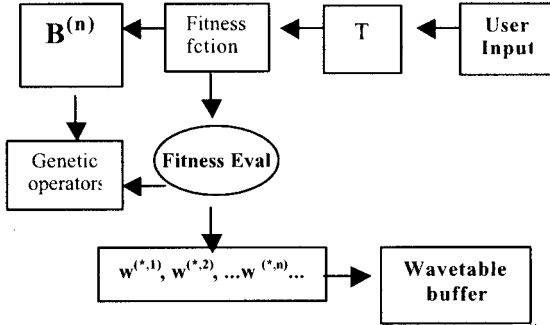 B(n)
Fitness
fction
T
User
Input
Genetic
operators
Fitness Eval
w(*,1), w(*,2), ...w (*,n)...
Wavetable
buffer